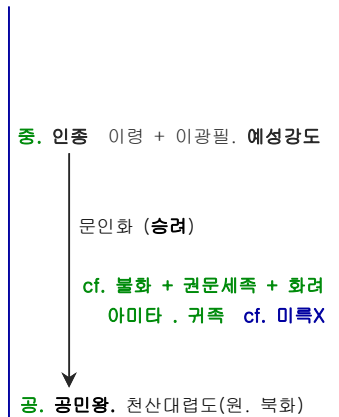 중. 인종 이령 + 이광필. 예성강도
문인화 (승려)
cf. 불화 + 권문세족 + 화려
아미타 . 귀족 cf. 미륵X
공. 공민왕. 천산대렵도(원. 북화)